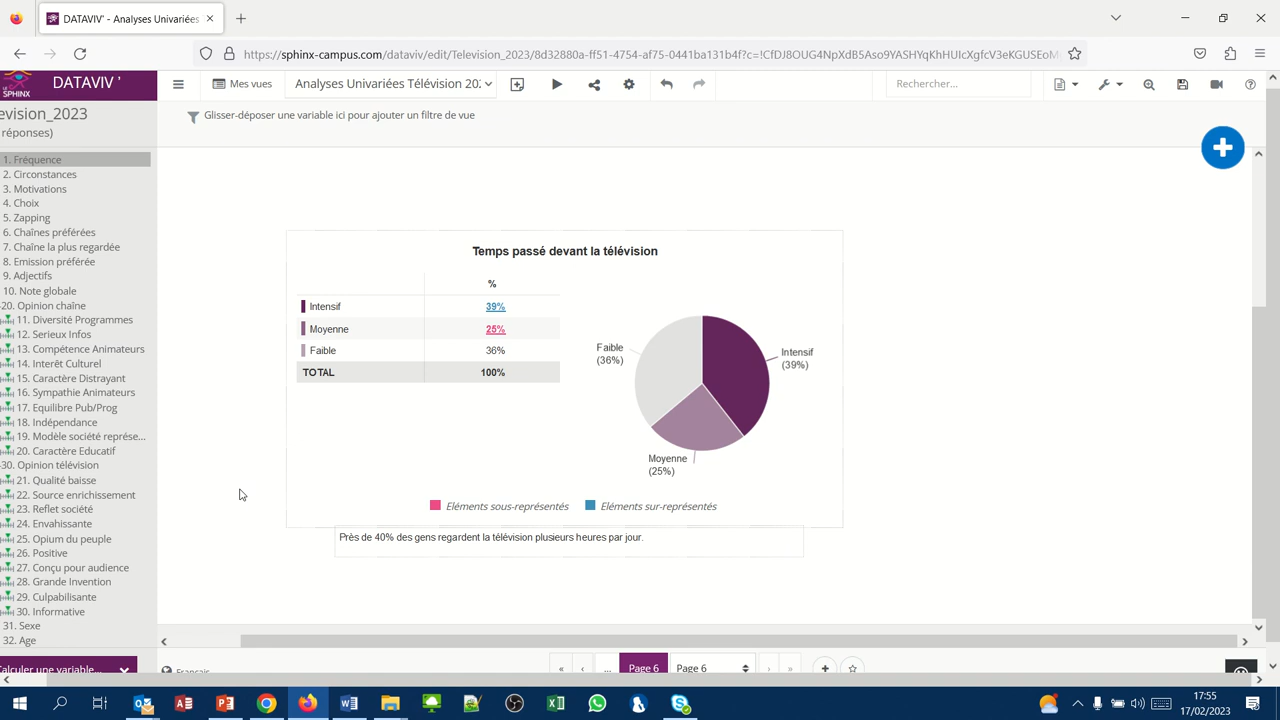 DATAVIV' - Analyses Univariées
https://sphinx-campus.com/dataviv/edit/Television_2023/8d32880a-ff51-4754-af75-0441ba131b4f?c=!CfDJ8OUG4NpXdB5Aso9YASHYqKhHUIcXgfcV3eKGUSEoM
LE SPHINX
DATAVIV '
Mes vues
Analyses Univariées Télévision 202
Rechercher...
evision_2023
réponses)
Glisser-déposer une variable ici pour ajouter un filtre de vue
1. Fréquence
2. Circonstances
3. Motivations
4. Choix
5. Zapping
6. Chaînes préférées
7. Chaîne la plus regardée
8. Emission préférée
9. Adjectifs
10. Note globale
-20. Opinion chaîne
11. Diversité Programmes
12. Serieux Infos
13. Compétence Animateurs
14. Interêt Culturel
15. Caractère Distrayant
16. Sympathie Animateurs
17. Equilibre Pub/Prog
18. Indépendance
19. Modèle société représe...
20. Caractère Educatif
-30. Opinion télévision
21. Qualité baisse
22. Source enrichissement
23. Reflet société
24. Envahissante
25. Opium du peuple
26. Positive
27. Conçu pour audience
28. Grande Invention
29. Culpabilisante
30. Informative
31. Sexe
32. Age
Calculer une variable...
Temps passé devant la télévision
%
Intensif 39%
Moyenne 25%
Faible 36%
TOTAL 100%
Faible
(36%)
Intensif
(39%)
Moyenne
(25%)
Eléments sous-représentés Eléments sur-représentés
Près de 40% des gens regardent la télévision plusieurs heures par jour.
Français
« ‹ ... Page 6 Page 6 › »
17:55
17/02/2023